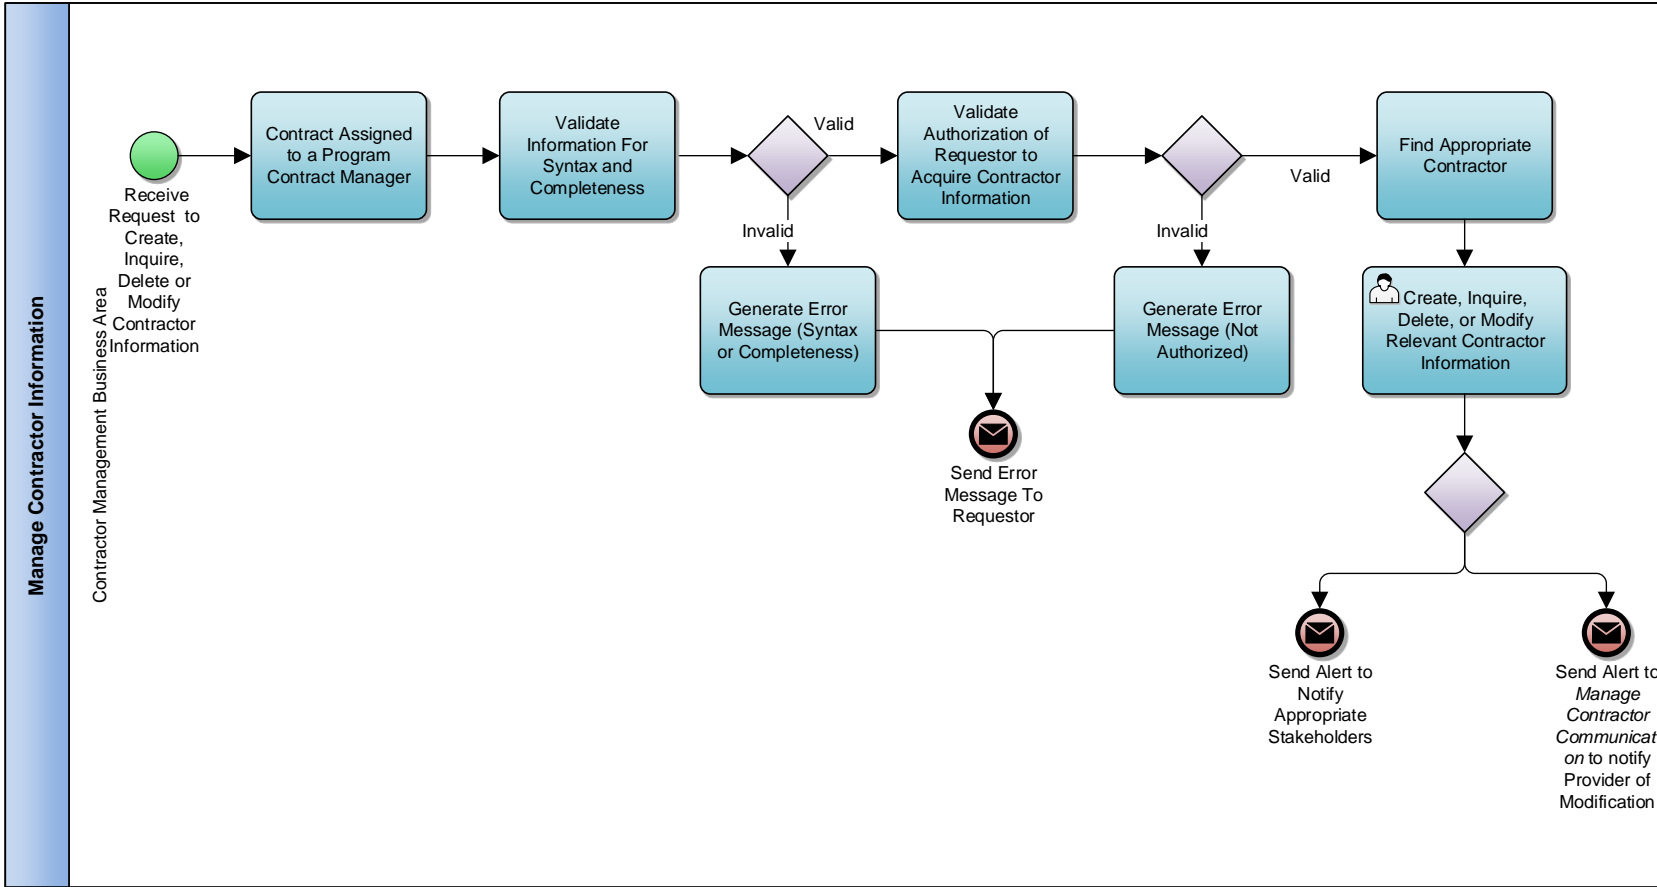 Manage Contractor Information
Contractor Management Business Area
Receive
Request to
Create,
Inquire,
Delete or
Modify
Contractor
Information
Contract Assigned
to a Program
Contract Manager
Validate
Information For
Syntax and
Completeness
Valid
Invalid
Generate Error
Message (Syntax
or Completeness)
Validate
Authorization of
Requestor to
Acquire Contractor
Information
Valid
Invalid
Generate Error
Message (Not
Authorized)
Send Error
Message To
Requestor
Find Appropriate
Contractor
Create, Inquire,
Delete, or Modify
Relevant Contractor
Information
Send Alert to
Notify
Appropriate
Stakeholders
Send Alert to
Manage
Contractor
Communicat
on to notify
Provider of
Modification